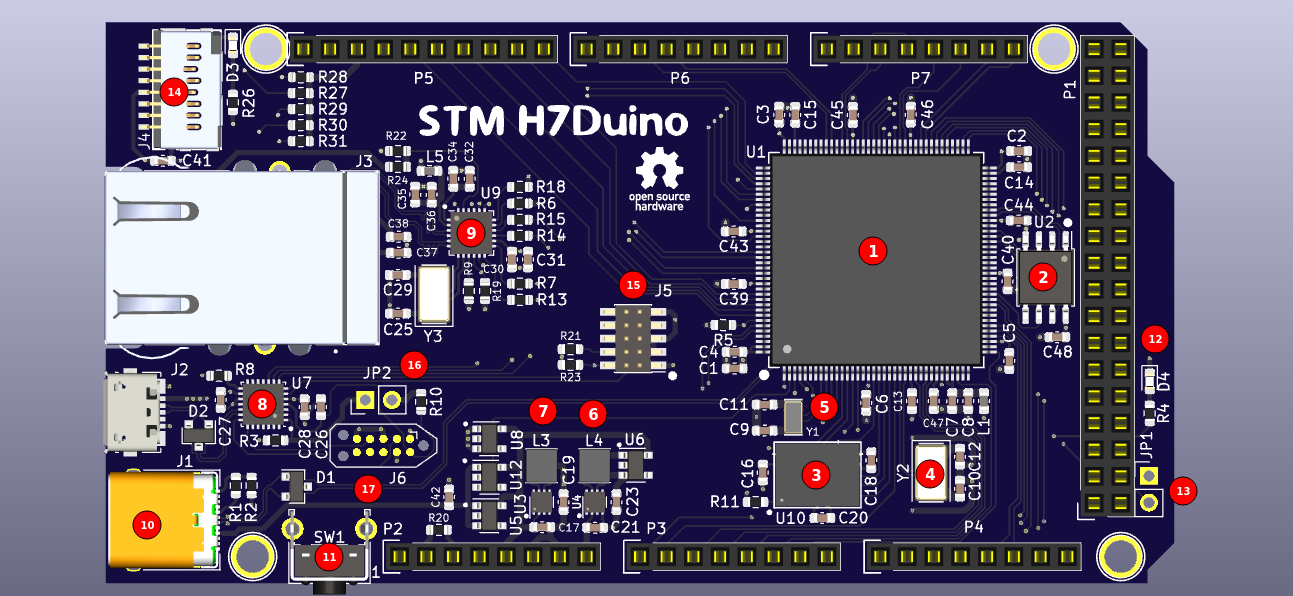 P5
P6
P7
P1
D3
R26
R28
R27
R29
R30
R31
14
J4
C41
STM H7Duino
open source
hardware
C3
C15
C45
C46
U1
C2
C14
C44
U2
J3
R22
R24
L5
C34
C32
C35
C36
U9
9
C38
C37
R18
R6
R15
R14
C31
C30
R9
R19
R7
R13
C29
C25
Y3
C43
C39
1
C40
2
C48
C5
15
J5
R21
R23
R5
C4
C1
16
12
D4
R4
JP1
13
J2
R8
U7
8
D2
C27
R3
C28
C26
JP2
R10
J6
17
7
6
L3
L4
U8
U12
U6
C19
U3
U4
U5
C23
C17
C21
C42
R20
C11
C9
5
Y1
C6
C13
C47
C7
C8
L1
3
C16
C18
R11
U10
C20
Y2
4
C12
C10
J1
10
R1
R2
D1
SW1
11
1
P2
P3
P4